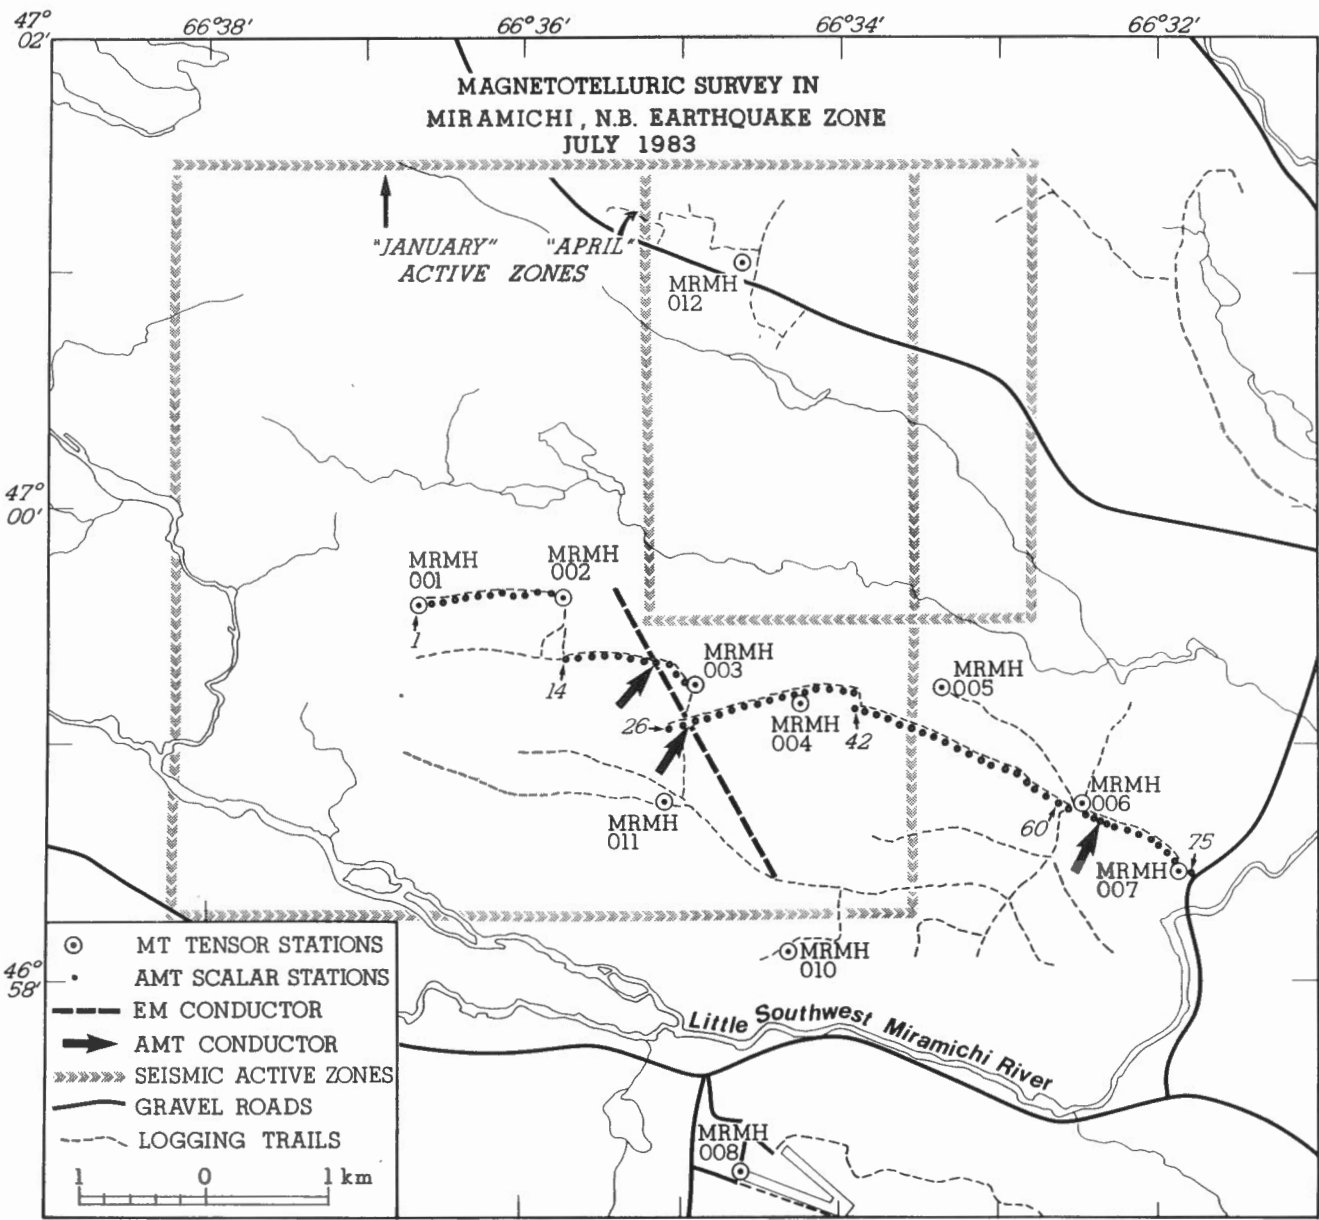 47°
02'
66°38'
66°36'
66°34'
66°32'
MAGNETOTELLURIC SURVEY IN
MIRAMICHI, N.B. EARTHQUAKE ZONE
JULY 1983
"JANUARY" "APRIL"
ACTIVE ZONES
MRMH
012
47°
00'
MRMH
001
MRMH
002
1
14
MRMH
003
26
MRMH
004
42
MRMH
005
MRMH
006
60
75
MRMH
007
MRMH
011
MRMH
010
46°
58'
MT TENSOR STATIONS
AMT SCALAR STATIONS
EM CONDUCTOR
AMT CONDUCTOR
SEISMIC ACTIVE ZONES
GRAVEL ROADS
LOGGING TRAILS
1 0 1 km
Little Southwest Miramichi River
MRMH
008